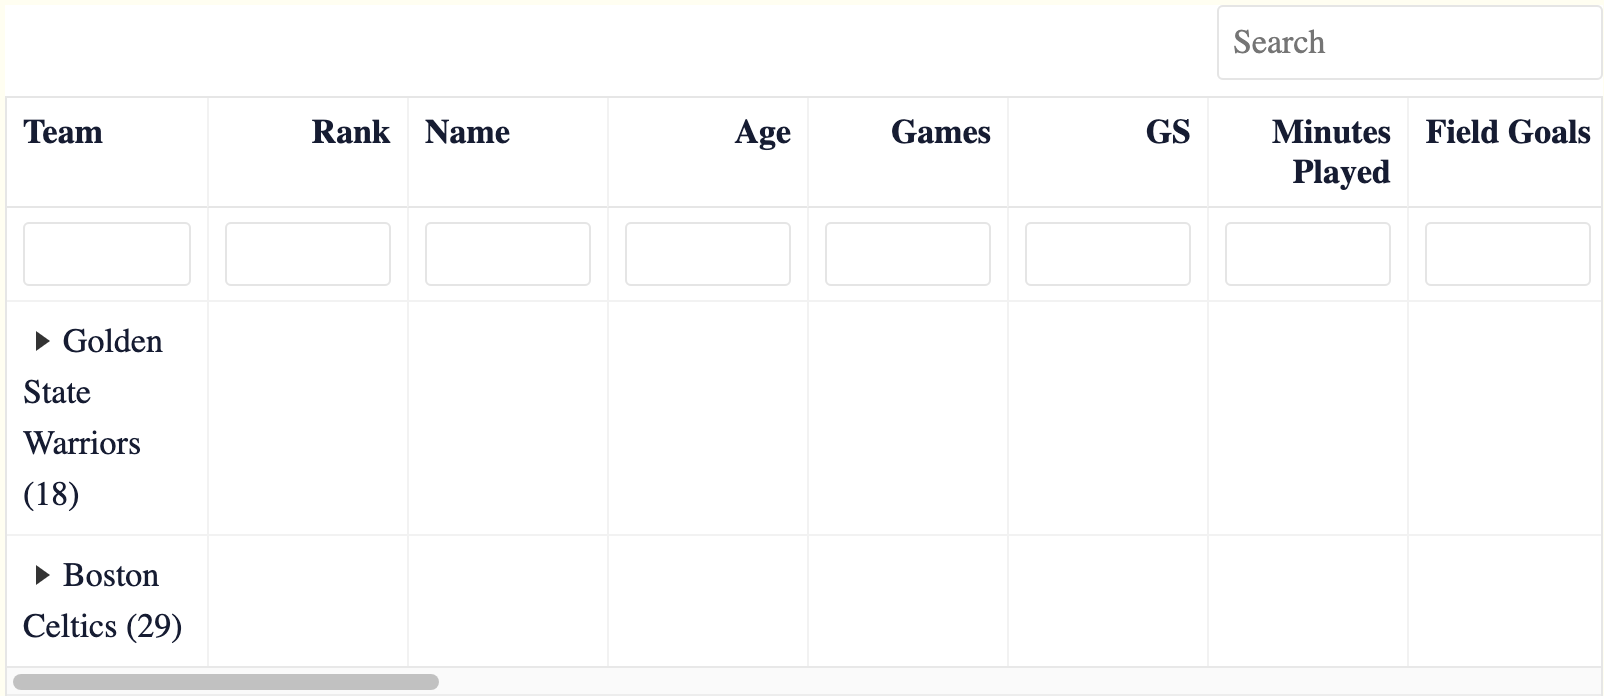 Search
Team Rank Name Age Games GS Minutes Played Field Goals
Golden
State
Warriors
(18)
Boston
Celtics (29)